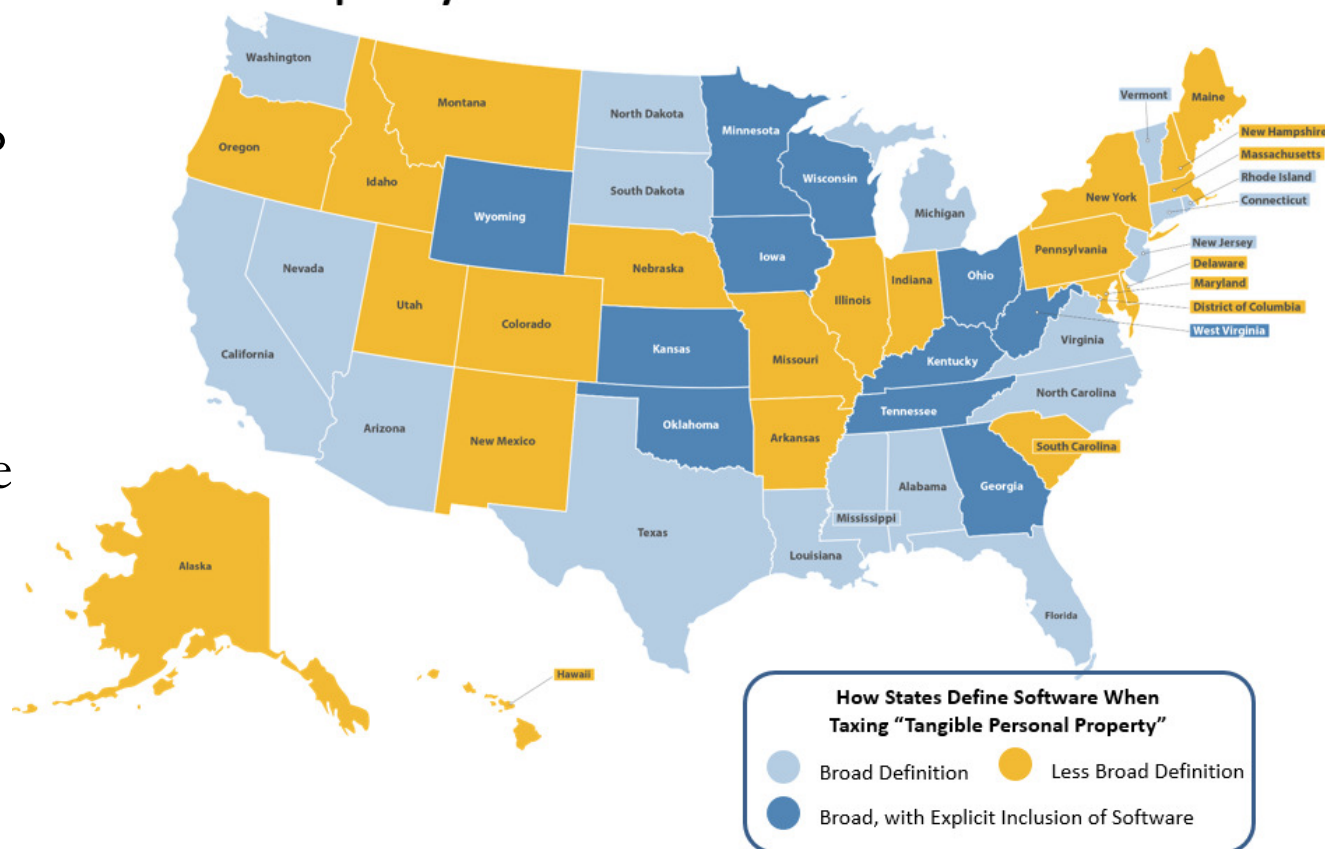 Washington
Montana
North Dakota
Minnesota
Vermont
Maine
New Hampshire
Massachusetts
Rhode Island
Connecticut
Oregon
Idaho
South Dakota
Wisconsin
Michigan
New York
Wyoming
Pennsylvania
New Jersey
Delaware
Maryland
District of Columbia
West Virginia
Nevada
Nebraska
Iowa
Illinois
Indiana
Ohio
Utah
Colorado
California
Kansas
Missouri
Kentucky
Virginia
Arizona
New Mexico
Oklahoma
Arkansas
Tennessee
North Carolina
South Carolina
Texas
Louisiana
Mississippi
Alabama
Georgia
Florida
Alaska
Hawaii
How States Define Software When
Taxing “Tangible Personal Property”
Broad Definition
Less Broad Definition
Broad, with Explicit Inclusion of Software